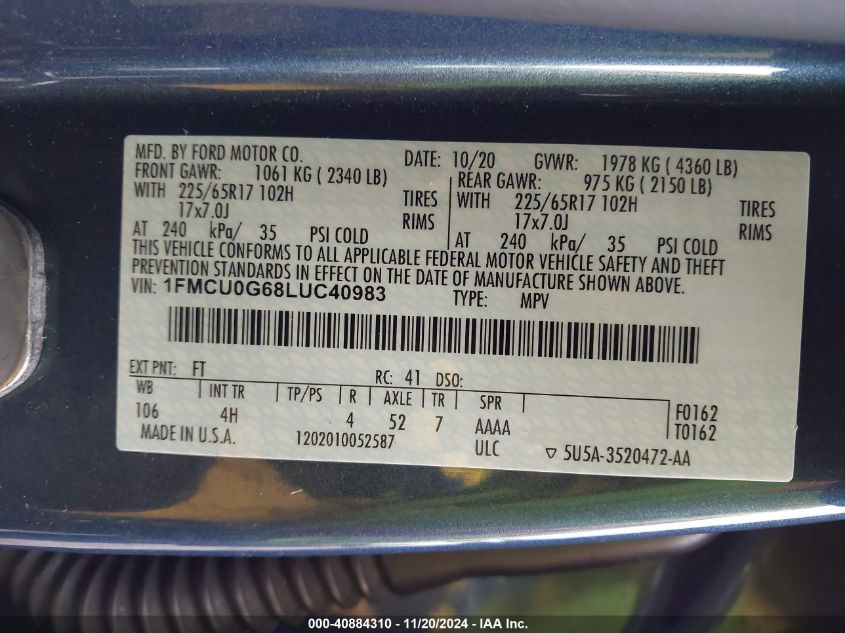 MFD. BY FORD MOTOR CO. DATE: 10/20 GVWR: 1978 KG ( 4360 LB)
FRONT GAWR: 1061 KG ( 2340 LB) REAR GAWR: 975 KG ( 2150 LB)
WITH 225/65R17 102H TIRES WITH 225/65R17 102H TIRES
17x7.0J RIMS 17x7.0J RIMS
AT 240 kPa/ 35 PSI COLD AT 240 kPa/ 35 PSI COLD
THIS VEHICLE CONFORMS TO ALL APPLICABLE FEDERAL MOTOR VEHICLE SAFETY AND THEFT
PREVENTION STANDARDS IN EFFECT ON THE DATE OF MANUFACTURE SHOWN ABOVE.
VIN: 1FMCU0G68LUC40983 TYPE: MPV
EXT PNT: FT RC: 41 DSO:
WB INT TR TP/PS R AXLE TR SPR F0162
106 4H 4 52 7 AAAA T0162
MADE IN U.S.A. 1202010052587 ULC ▽ 5U5A-3520472-AA
000-40884310 - 11/20/2024 - IAA Inc.